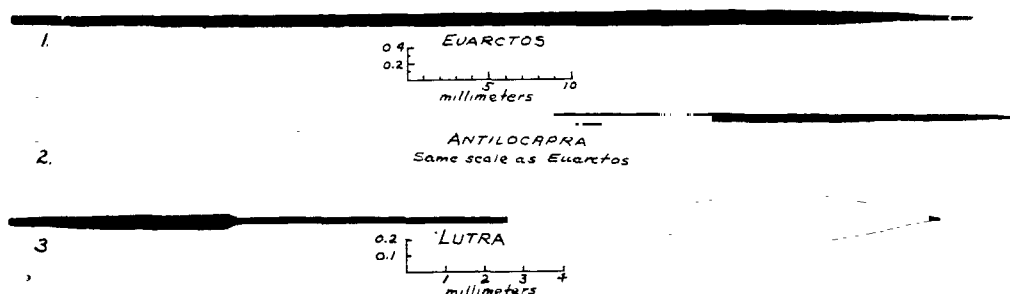 1.
EUARCTOS
0.4
0.2
5 10
millimeters
ANTILOCAPRA
Same scale as Euarctos
2.
LUTRA
3
0.2
0.1
1 2 3 4
millimeters